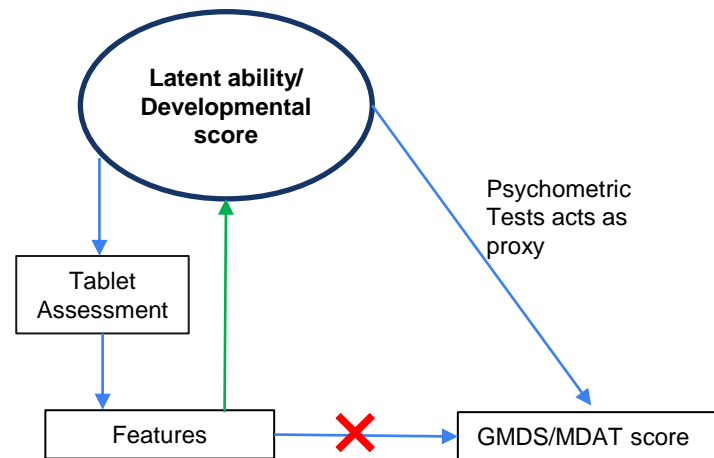 Latent ability/
Developmental
score
Psychometric
Tests acts as
proxy
Tablet
Assessment
Features
GMDS/MDAT score